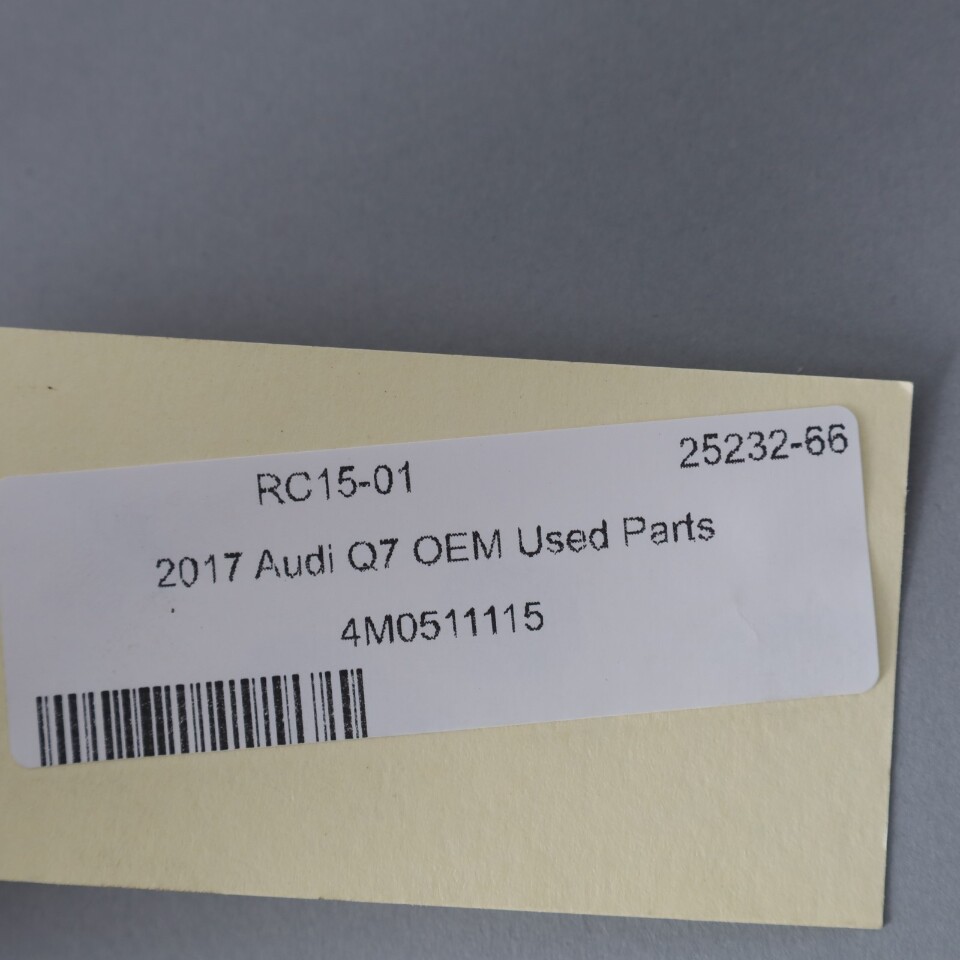 RC15-01 25232-66
2017 Audi Q7 OEM Used Parts
4M0511115